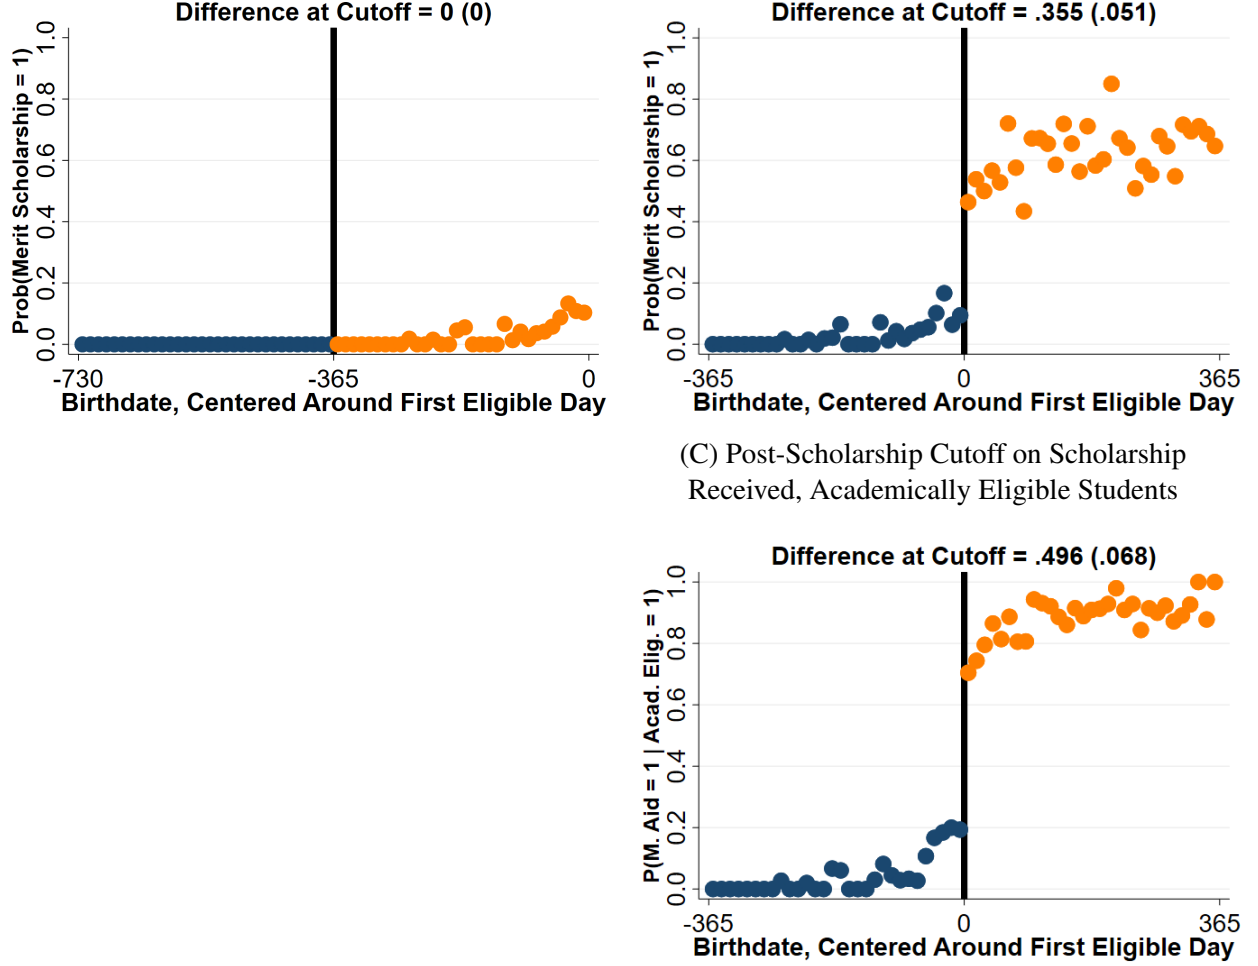 Difference at Cutoff = 0 (0)
Prob(Merit Scholarship = 1)
1.0
0.8
0.6
0.4
0.2
0.0
-730
-365
0
Birthdate, Centered Around First Eligible Day
Difference at Cutoff = .355 (.051)
Prob(Merit Scholarship = 1)
1.0
0.8
0.6
0.4
0.2
0.0
-365
0
365
Birthdate, Centered Around First Eligible Day
(C) Post-Scholarship Cutoff on Scholarship
Received, Academically Eligible Students
Difference at Cutoff = .496 (.068)
P(M. Aid = 1 | Acad. Elig. = 1)
1.0
0.8
0.6
0.4
0.2
0.0
-365
0
365
Birthdate, Centered Around First Eligible Day